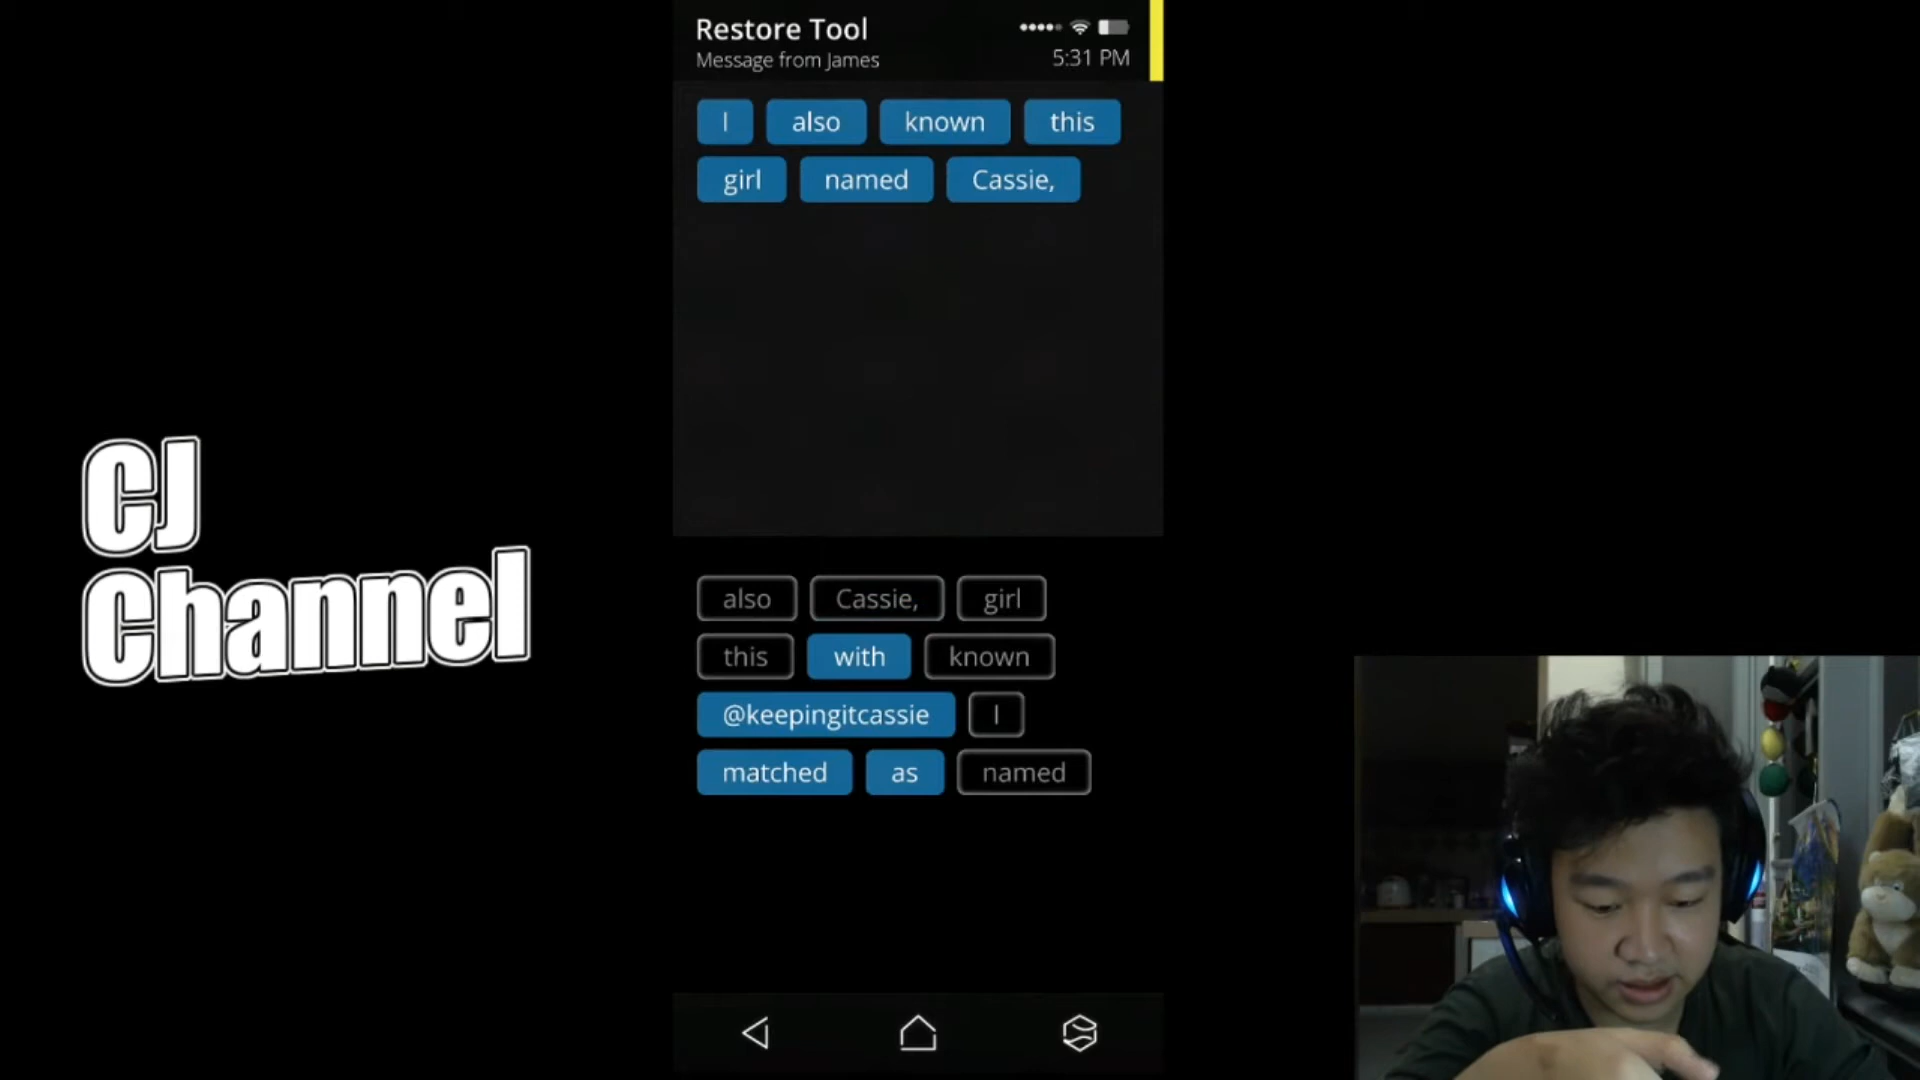 Restore Tool
Message from James
5:31 PM
I also known this
girl named Cassie,
also Cassie, girl
this with known
@keepingitcassie I
matched as named
CJ
Channel